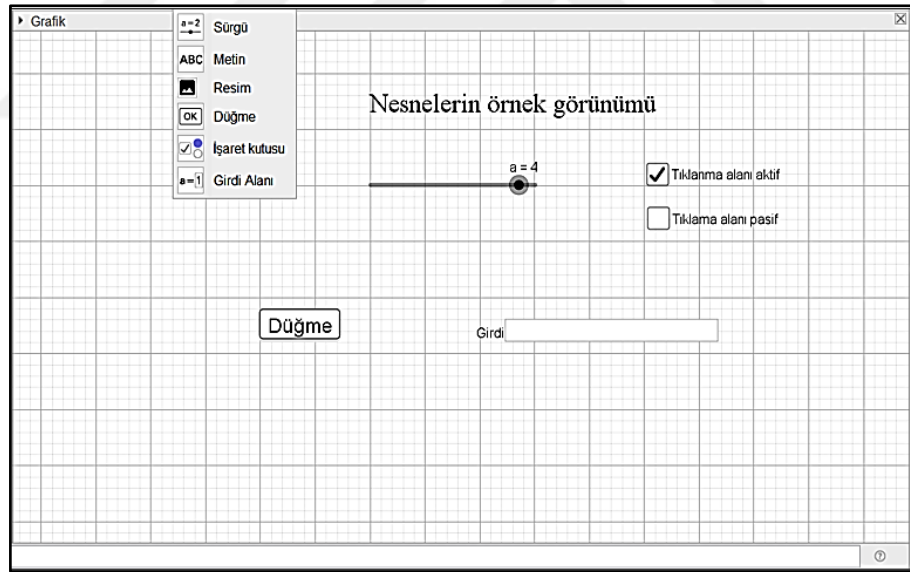 Grafik
a=2 Sürgü
ABC Metin
Resim
OK Düğme
İşaret kutusu
a=1 Girdi Alanı
Nesnelerin örnek görünümü
a = 4
Tıklanma alanı aktif
Tıklama alanı pasif
Düğme
Girdi